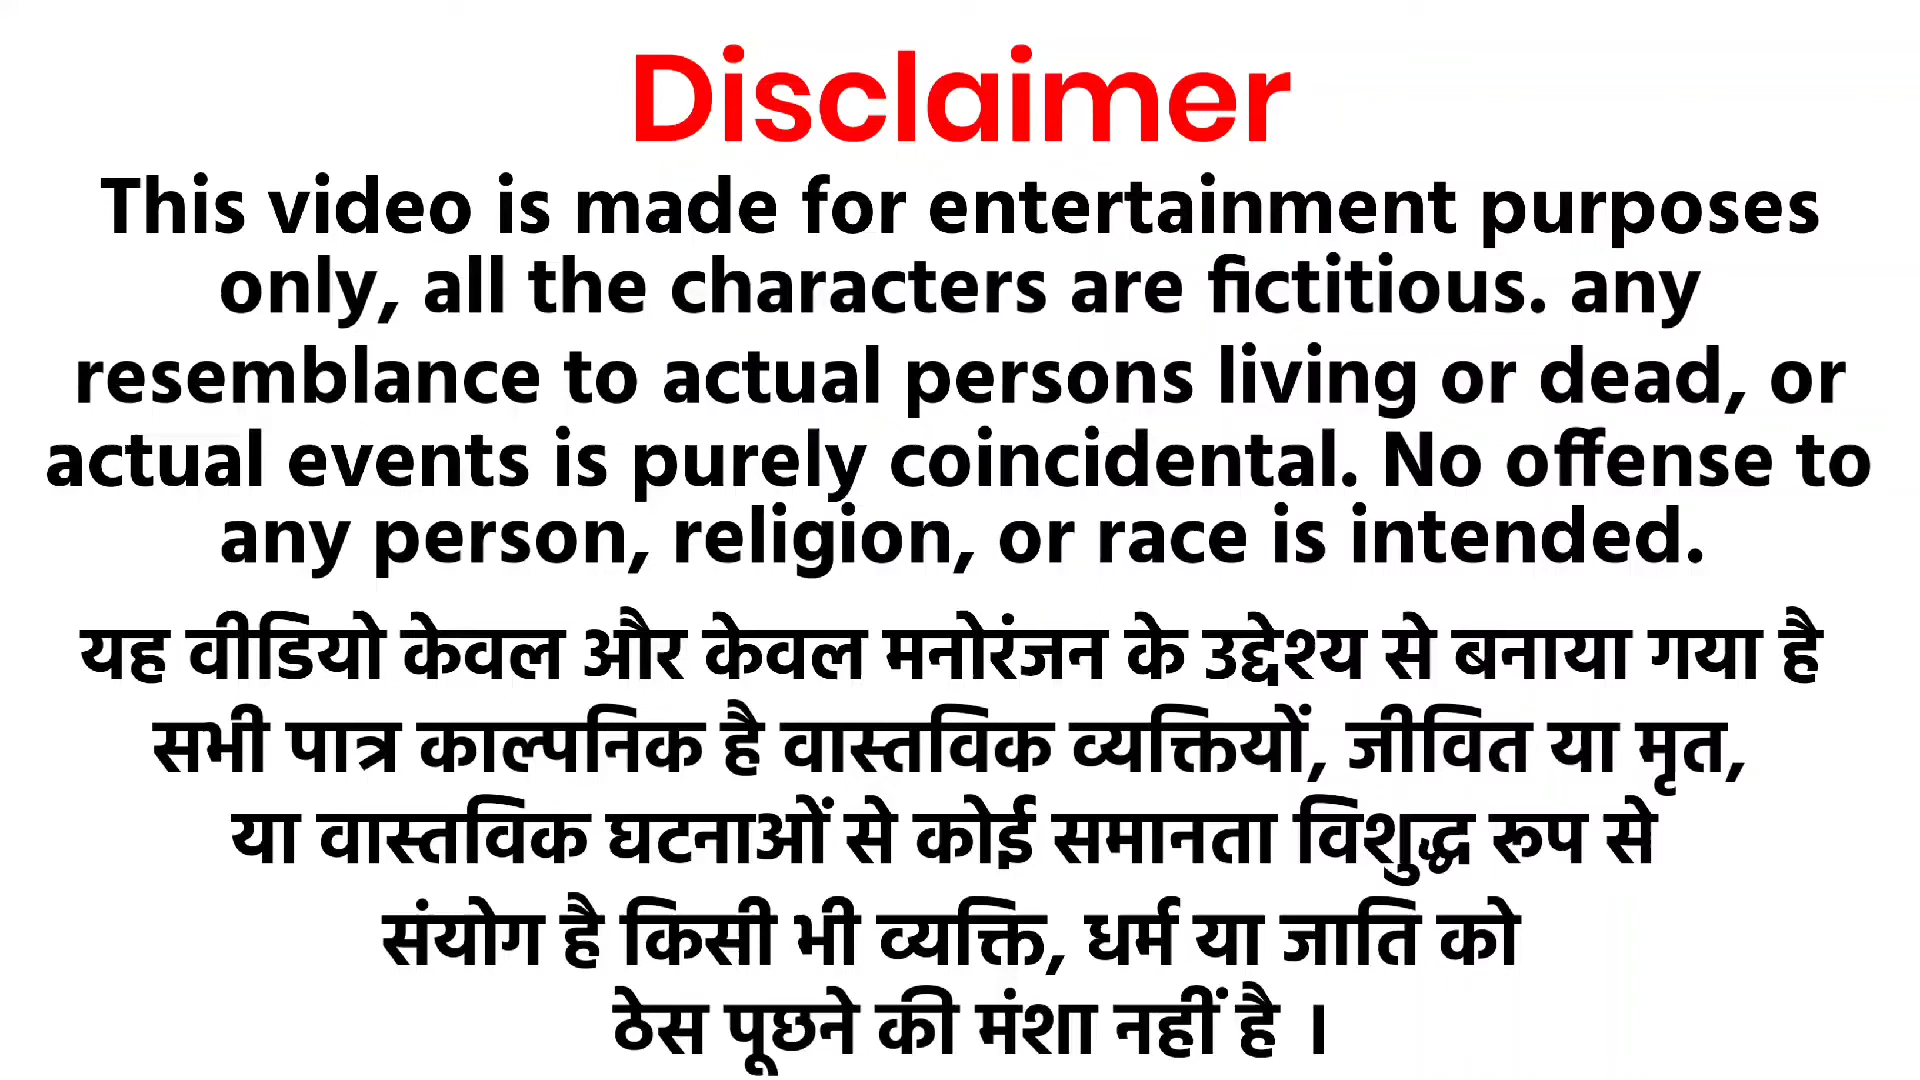 Disclaimer
This video is made for entertainment purposes
only, all the characters are fictitious. any
resemblance to actual persons living or dead, or
actual events is purely coincidental. No offense to
any person, religion, or race is intended.
यह वीडियो केवल और केवल मनोरंजन के उद्देश्य से बनाया गया है
सभी पात्र काल्पनिक है वास्तविक व्यक्तियों, जीवित या मृत,
या वास्तविक घटनाओं से कोई समानता विशुद्ध रूप से
संयोग है किसी भी व्यक्ति, धर्म या जाति को
ठेस पूछने की मंशा नहीं है ।